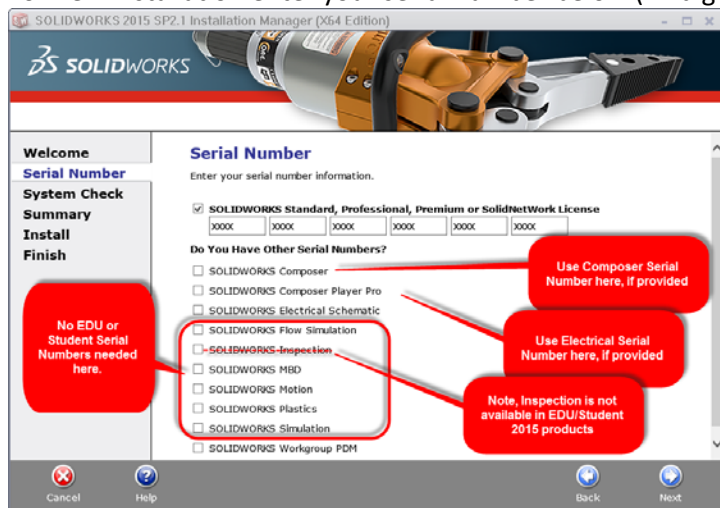 SOLIDWORKS 2015 SP2.1 Installation Manager (X64 Edition)
SOLIDWORKS
Welcome
Serial Number
System Check
Summary
Install
Finish
Serial Number
Enter your serial number information.
SOLIDWORKS Standard, Professional, Premium or SolidNetWork License
XXXX XXXX XXXX XXXX XXXX XXXX
Do You Have Other Serial Numbers?
SOLIDWORKS Composer
SOLIDWORKS Composer Player Pro
SOLIDWORKS Electrical Schematic
SOLIDWORKS Flow Simulation
SOLIDWORKS Inspection
SOLIDWORKS MBD
SOLIDWORKS Motion
SOLIDWORKS Plastics
SOLIDWORKS Simulation
SOLIDWORKS Workgroup PDM
No EDU or
Student Serial
Numbers needed
here.
Use Composer Serial
Number here, if provided
Use Electrical Serial
Number here, if provided
Note, Inspection is not
available in EDU/Student
2015 products
Cancel
Help
Back
Next